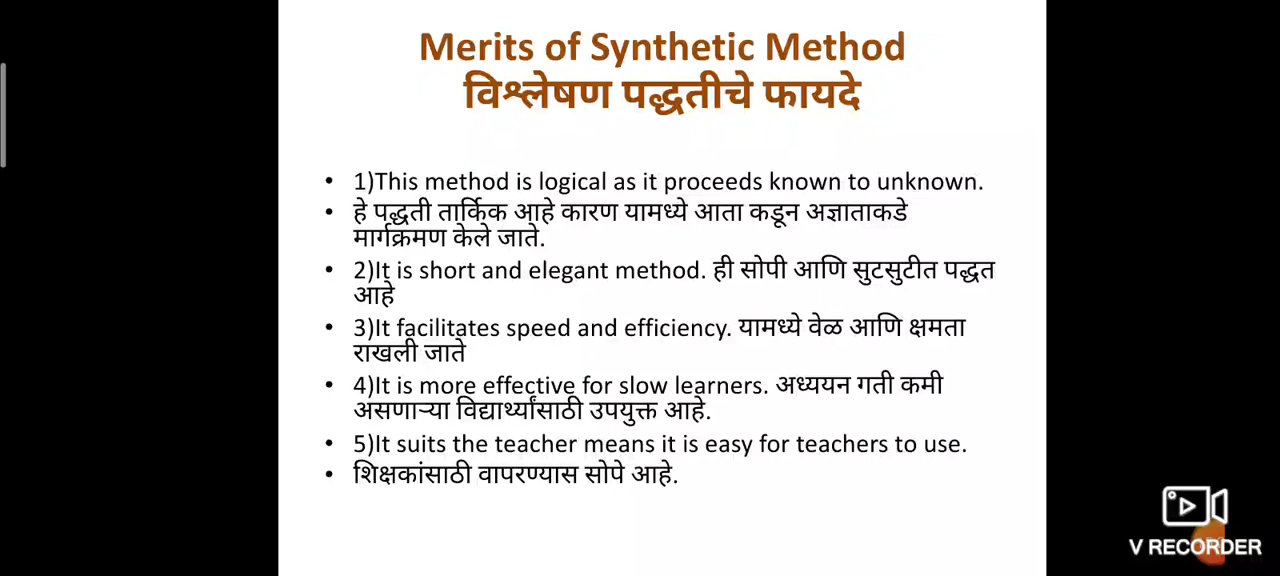 Merits of Synthetic Method
विश्लेषण पद्धतीचे फायदे
• 1)This method is logical as it proceeds known to unknown.
• हे पद्धती तार्किक आहे कारण यामध्ये आता कडून अज्ञाताकडे
मार्गक्रमण केले जाते.
• 2)It is short and elegant method. ही सोपी आणि सुटसुटीत पद्धत
आहे
• 3)It facilitates speed and efficiency. यामध्ये वेळ आणि क्षमता
राखली जाते
• 4)It is more effective for slow learners. अध्ययन गती कमी
असणाऱ्या विद्यार्थ्यांसाठी उपयुक्त आहे.
• 5)It suits the teacher means it is easy for teachers to use.
• शिक्षकांसाठी वापरण्यास सोपे आहे.
V RECORDER